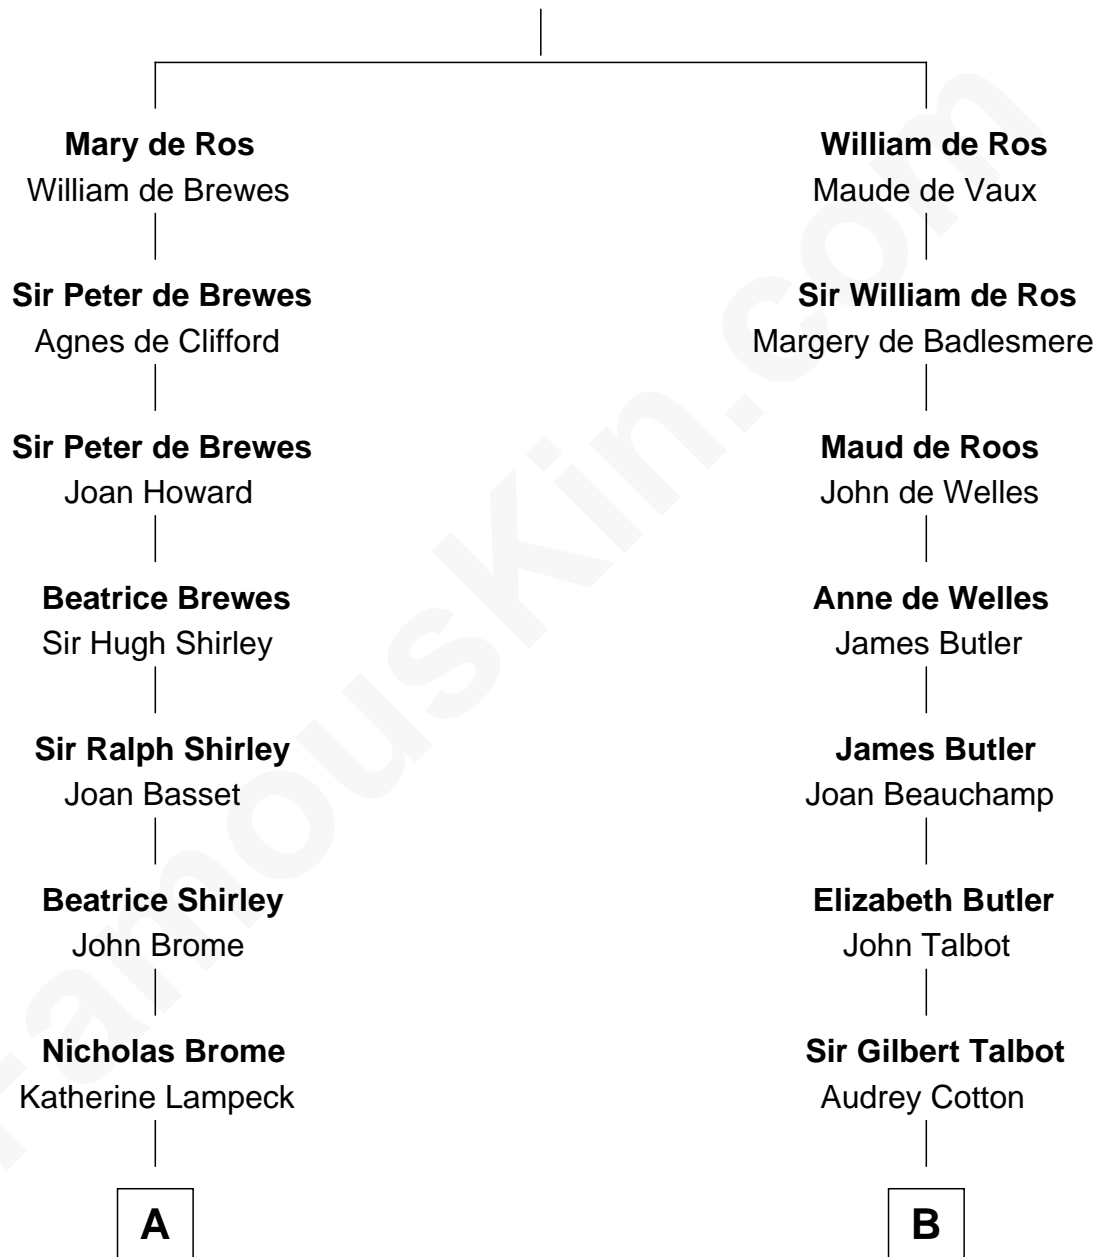 Mary de Ros
William de Brewes
Sir Peter de Brewes
Agnes de Clifford
Sir Peter de Brewes
Joan Howard
Beatrice Brewes
Sir Hugh Shirley
Sir Ralph Shirley
Joan Basset
Beatrice Shirley
John Brome
Nicholas Brome
Katherine Lampeck
A
William de Ros
Maude de Vaux
Sir William de Ros
Margery de Badlesmere
Maud de Roos
John de Welles
Anne de Welles
James Butler
James Butler
Joan Beauchamp
Elizabeth Butler
John Talbot
Sir Gilbert Talbot
Audrey Cotton
B
FamousKin.com